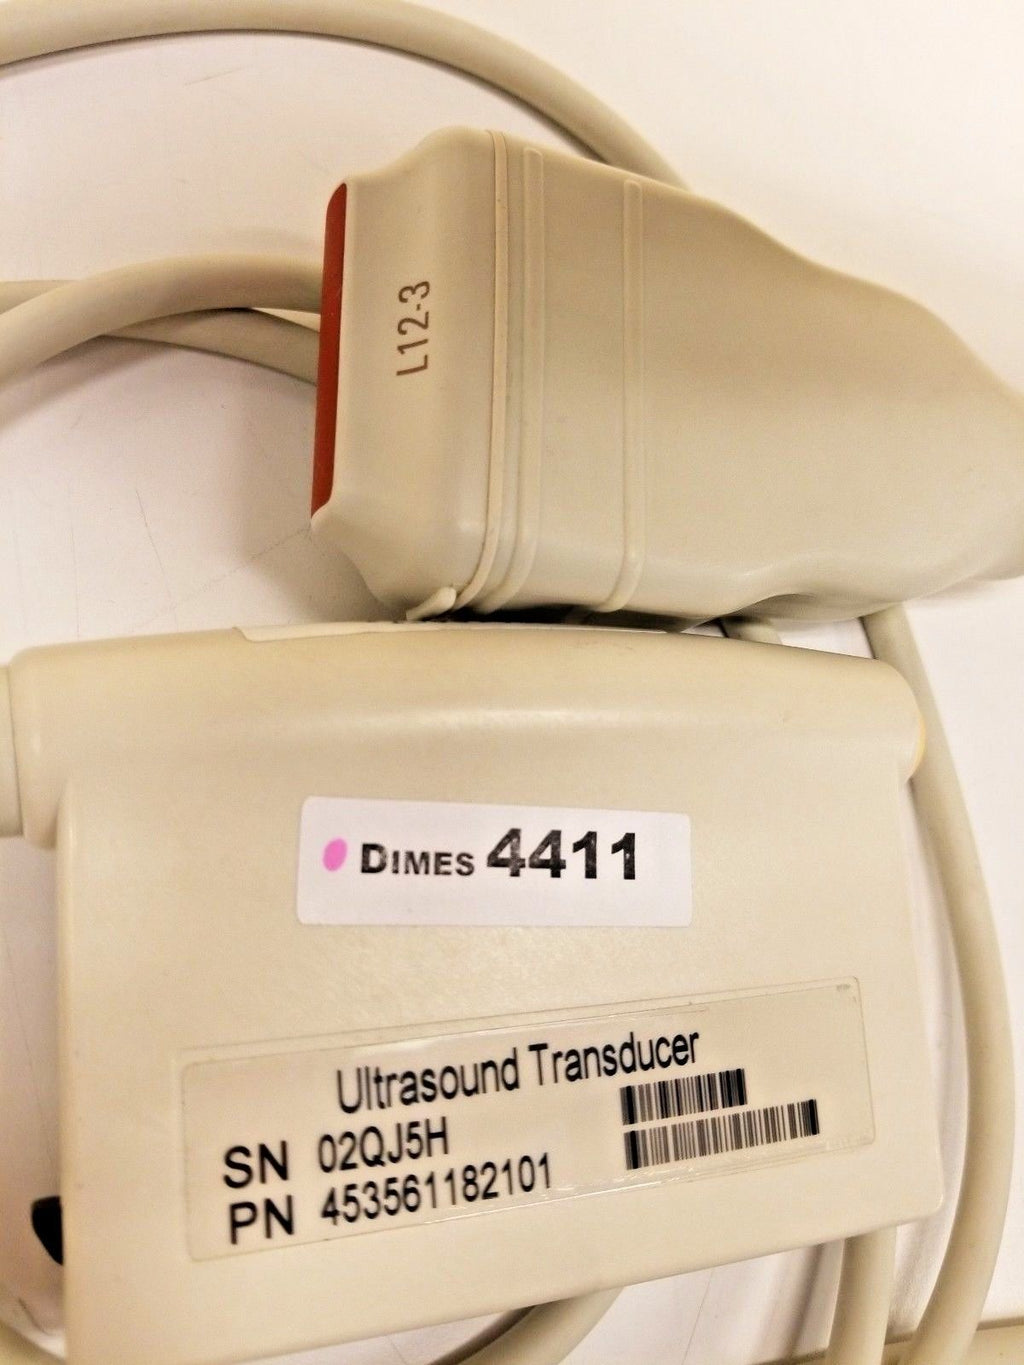 L12-3
DIMES 4411
Ultrasound Transducer
SN 02QJ5H
PN 453561182101